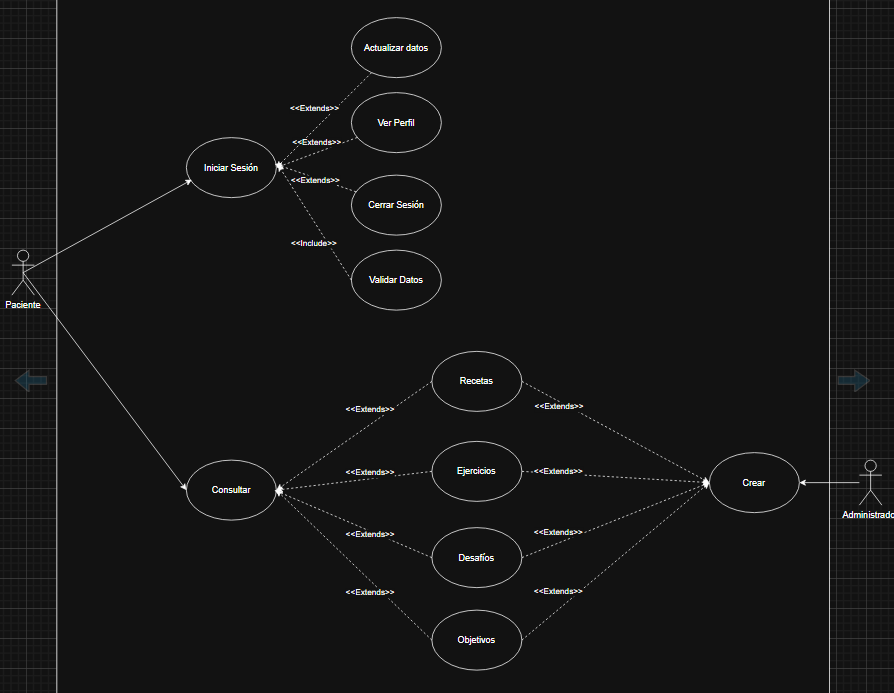 Actualizar datos
<<Extends>>
Ver Perfil
<<Extends>>
Iniciar Sesión
<<Extends>>
Cerrar Sesión
<<Include>>
Validar Datos
Paciente
Recetas
<<Extends>>
<<Extends>>
Ejercicios
<<Extends>>
<<Extends>>
Consultar
Crear
Administrado
<<Extends>>
<<Extends>>
Desafíos
<<Extends>>
<<Extends>>
Objetivos